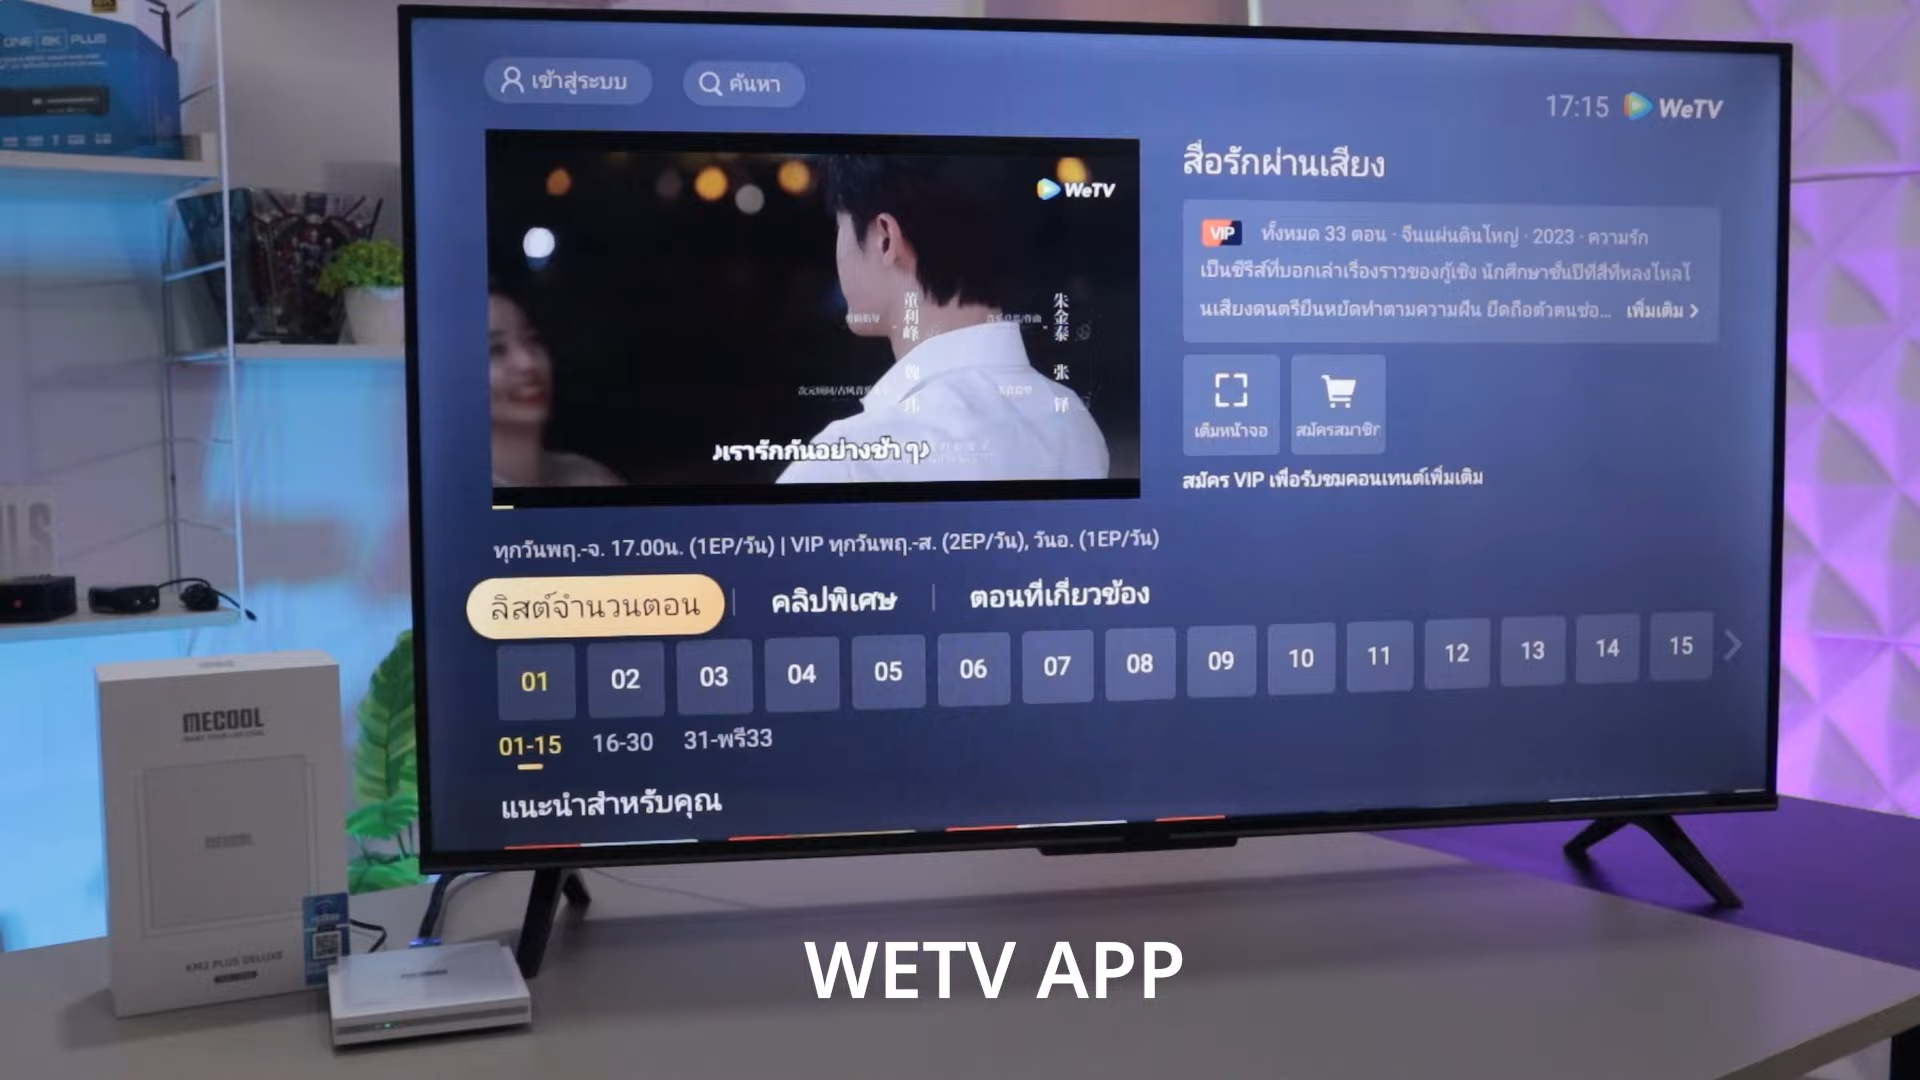 ONE 8K PLUS
เข้าสู่ระบบ
ค้นหา
17:15
WeTV
WeTV
สื่อรักผ่านเสียง
VIP ทั้งหมด 33 ตอน · จีนแผ่นดินใหญ่ · 2023 · ความรัก
เป็นซีรีส์ที่บอกเล่าเรื่องราวของกู้เชิง นักศึกษาชั้นปีที่สี่ที่หลงไหลใ
นเสียงดนตรียืนหยัดทำตามความฝัน ยึดถือตัวตนซ่อ... เพิ่มเติม
董利峰
朱金泰
张
♪เรารักกันอย่างช้า ๆ♪
เต็มหน้าจอ
สมัครสมาชิก
สมัคร VIP เพื่อรับชมคอนเทนต์เพิ่มเติม
ทุกวันพฤ.-จ. 17.00น. (1EP/วัน) | VIP ทุกวันพฤ.-ส. (2EP/วัน), วันอ. (1EP/วัน)
ลิสต์จำนวนตอน
คลิปพิเศษ
ตอนที่เกี่ยวข้อง
01 02 03 04 05 06 07 08 09 10 11 12 13 14 15
01-15 16-30 31-พรี33
แนะนำสำหรับคุณ
MECOOL
KM2 PLUS DELUXE
WETV APP